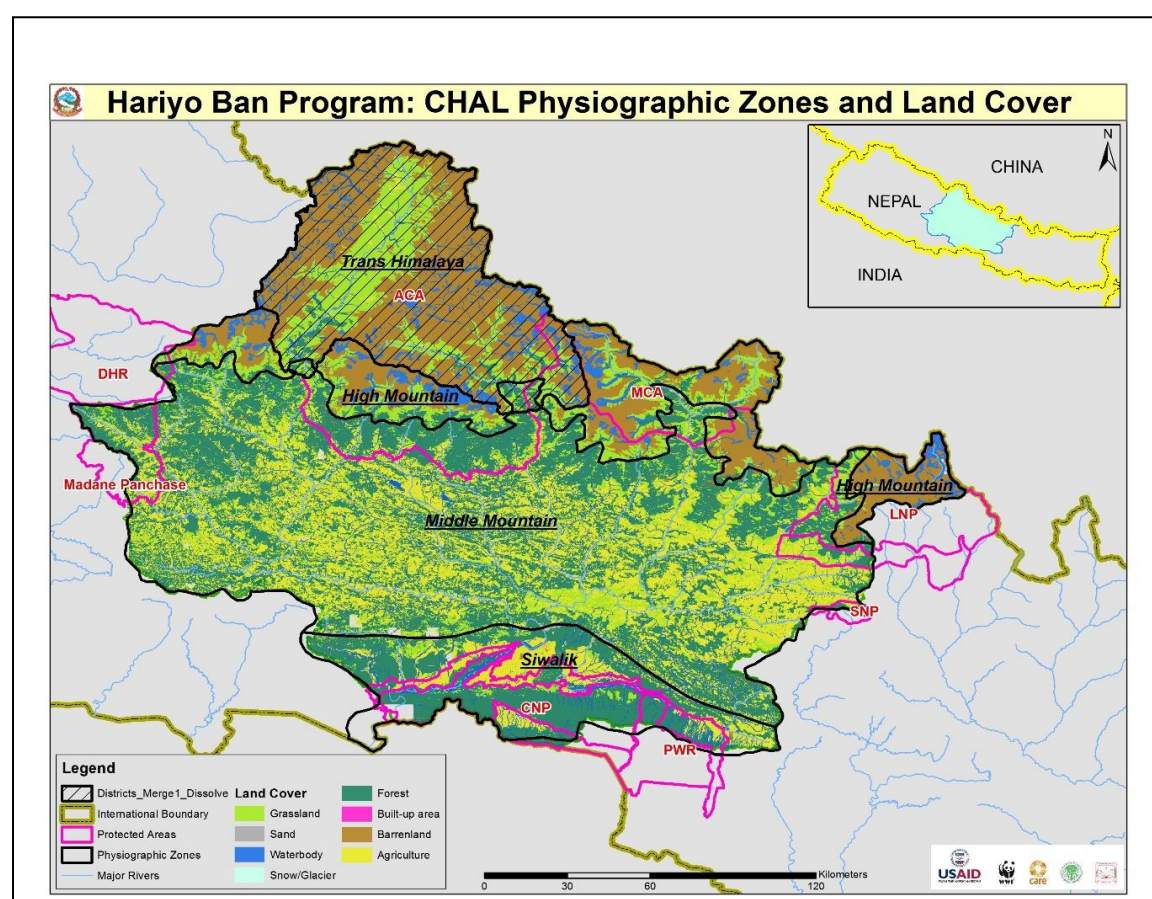 Hariyo Ban Program: CHAL Physiographic Zones and Land Cover
N
CHINA
NEPAL
INDIA
Trans Himalaya
ACA
DHR
High Mountain
MCA
Madane Panchase
High Mountain
LNP
Middle Mountain
SNP
Siwalik
CNP
PWR
Legend
Districts_Merge1_Dissolve
International Boundary
Protected Areas
Physiographic Zones
Major Rivers
Land Cover
Grassland
Sand
Waterbody
Snow/Glacier
Forest
Built-up area
Barrenland
Agriculture
Kilometers
0 30 60 120
USAID
WWF
care